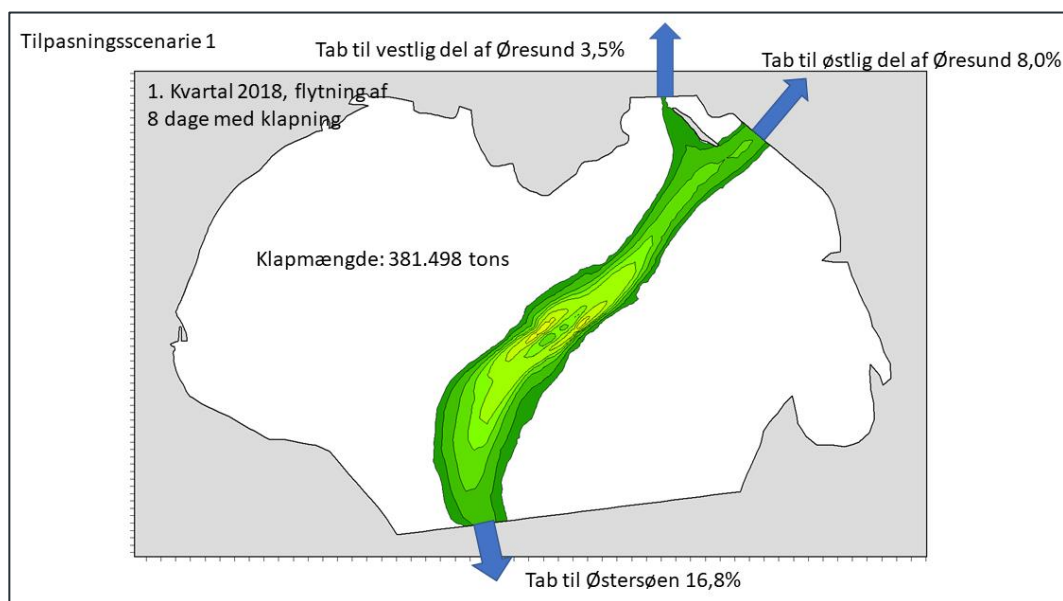 Tilpasningsscenarie 1
Tab til vestlig del af Øresund 3,5%
Tab til østlig del af Øresund 8,0%
1. Kvartal 2018, flytning af
8 dage med klapning
Klapmængde: 381.498 tons
Tab til Østersøen 16,8%